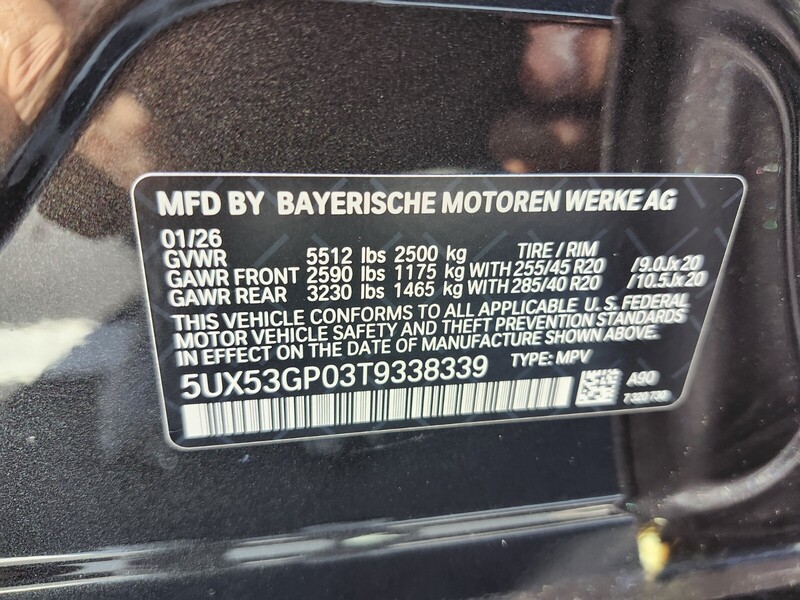 MFD BY BAYERISCHE MOTOREN WERKE AG
01/26
GVWR 5512 lbs 2500 kg TIRE / RIM
GAWR FRONT 2590 lbs 1175 kg WITH 255/45 R20 /9.0Jx20
GAWR REAR 3230 lbs 1465 kg WITH 285/40 R20 /10.5Jx20
THIS VEHICLE CONFORMS TO ALL APPLICABLE U.S. FEDERAL
MOTOR VEHICLE SAFETY AND THEFT PREVENTION STANDARDS
IN EFFECT ON THE DATE OF MANUFACTURE SHOWN ABOVE.
5UX53GP03T9338339 TYPE: MPV
A90
7 320 730